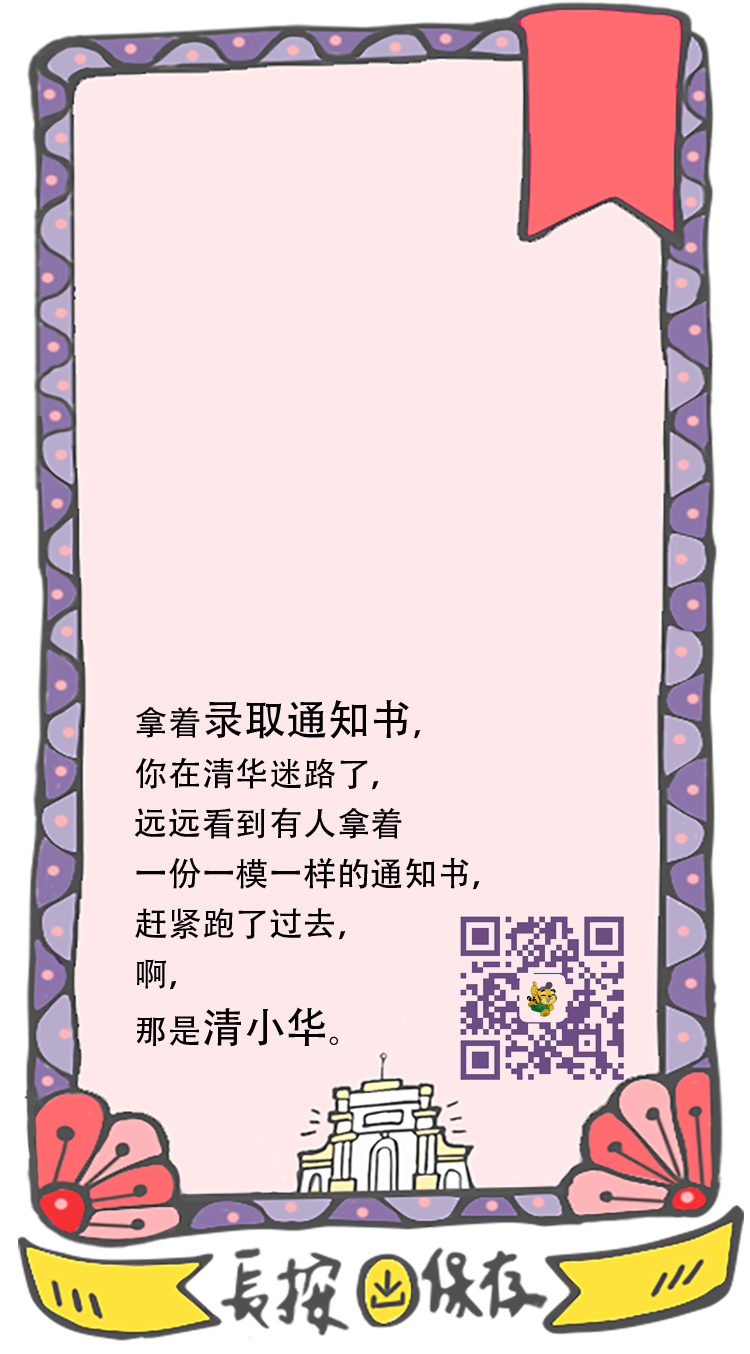 拿着录取通知书,
你在清华迷路了,
远远看到有人拿着
一份一模一样的通知书,
赶紧跑了过去,
啊,
那是清小华。
長按 保存